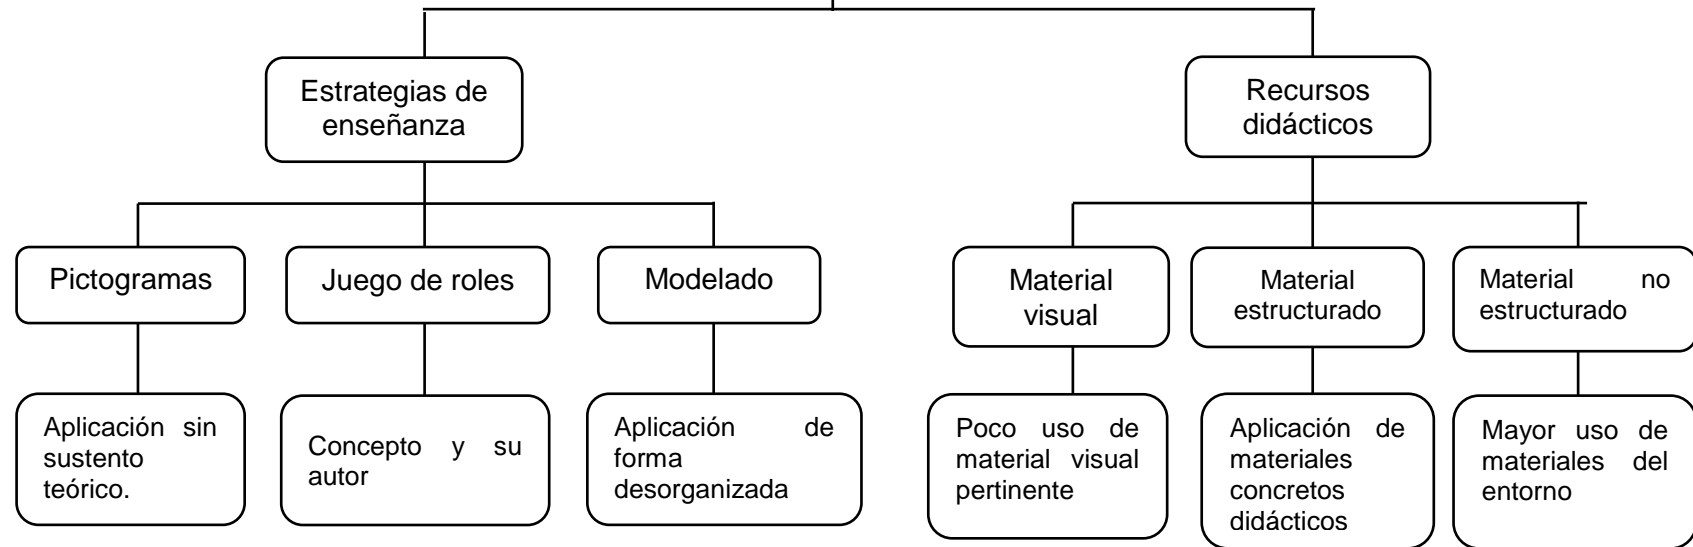 Estrategias de
enseñanza
Recursos
didácticos
Pictogramas
Juego de roles
Modelado
Material
visual
Material
estructurado
Material no
estructurado
Aplicación sin
sustento
teórico.
Concepto y su
autor
Aplicación de
forma
desorganizada
Poco uso de
material visual
pertinente
Aplicación de
materiales
concretos
didácticos
Mayor uso de
materiales del
entorno